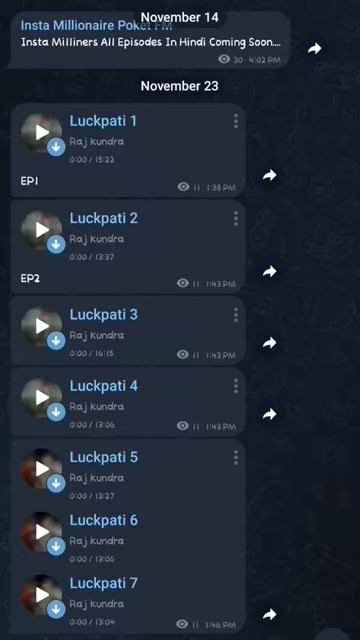 November 14
Insta Millionaire Poket FM
Insta Milliners All Episodes In Hindi Coming Soon....
30 4:02 PM
November 23
Luckpati 1
Raj kundra
0:00 / 15:22
EP1
11 1:38 PM
Luckpati 2
Raj kundra
0:00 / 13:37
EP2
11 1:43 PM
Luckpati 3
Raj kundra
0:00 / 16:15
11 1:43 PM
Luckpati 4
Raj kundra
0:00 / 13:06
11 1:43 PM
Luckpati 5
Raj kundra
0:00 / 13:27
Luckpati 6
Raj kundra
0:00 / 13:06
Luckpati 7
Raj kundra
0:00 / 13:04
11 1:46 PM